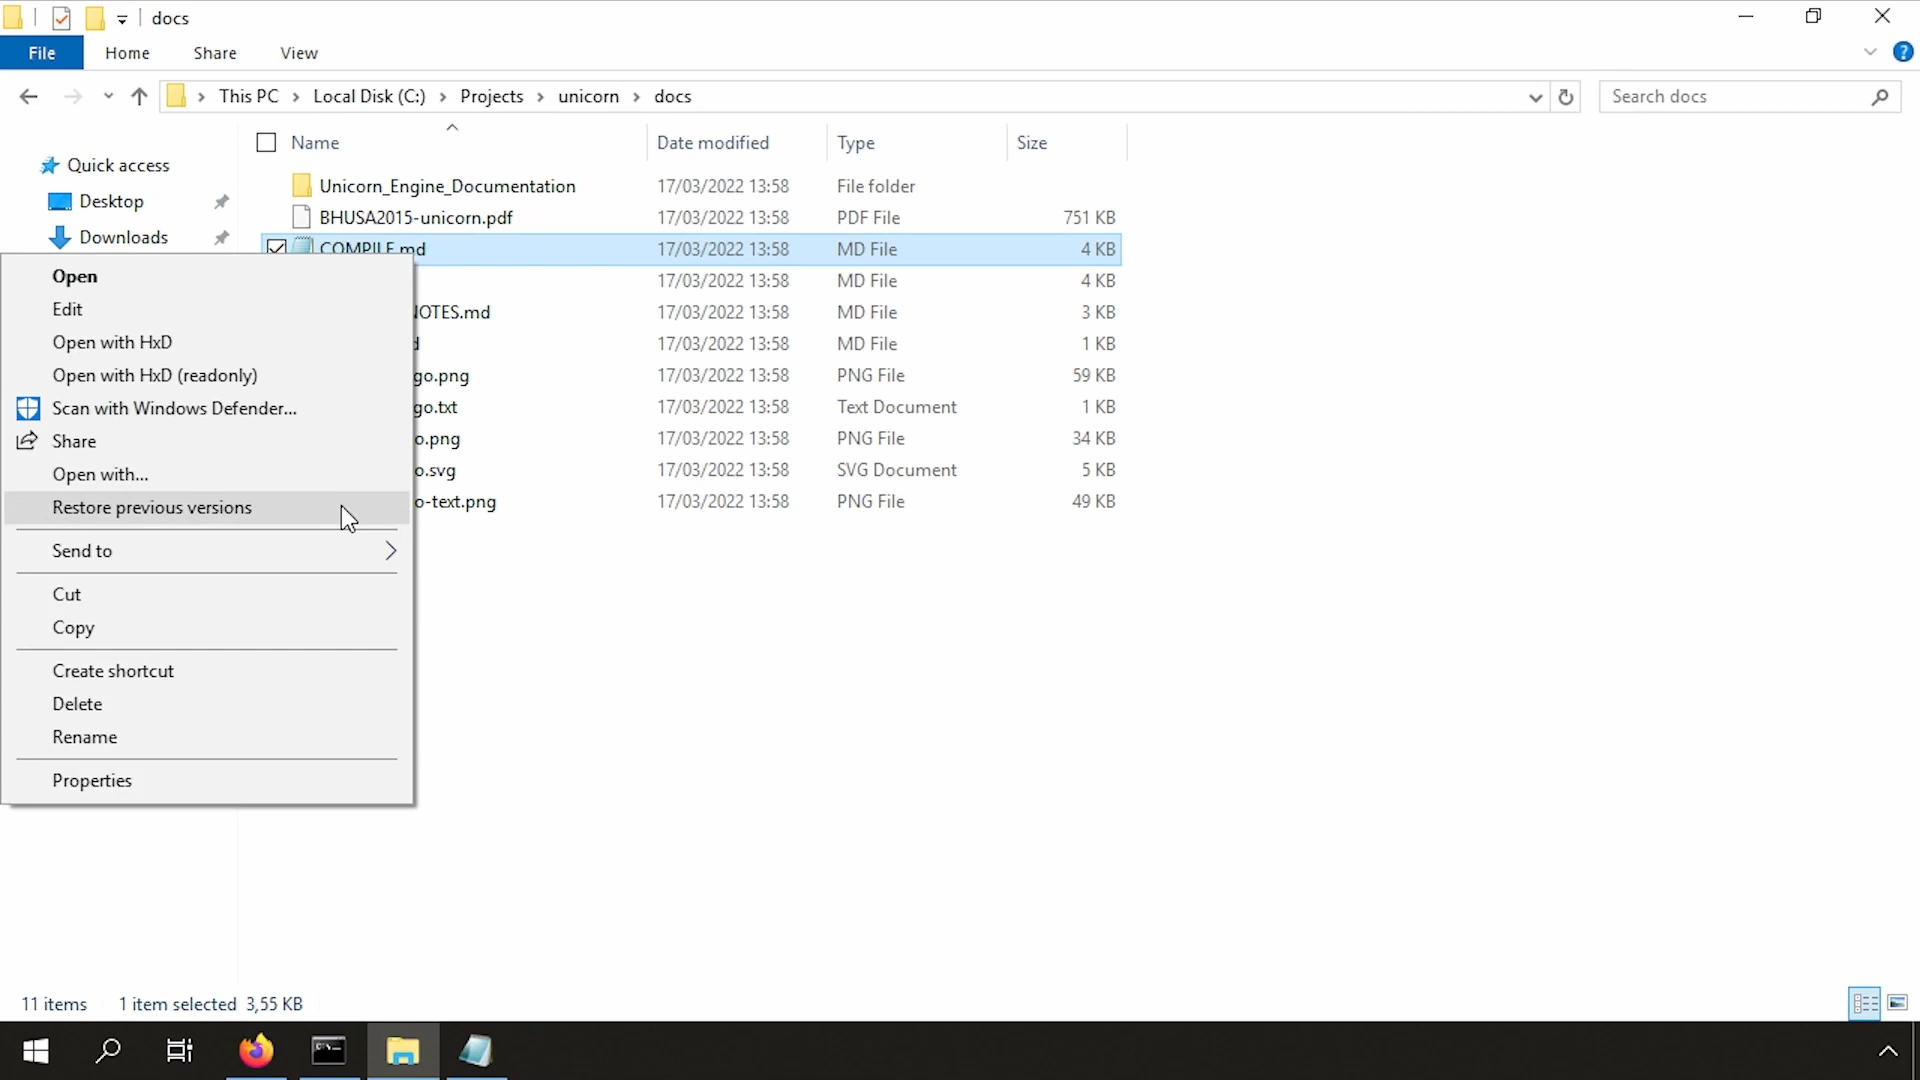 docs
File Home Share View
This PC > Local Disk (C:) > Projects > unicorn > docs
Search docs
Name Date modified Type Size
Quick access
Desktop
Downloads
Unicorn_Engine_Documentation 17/03/2022 13:58 File folder
BHUSA2015-unicorn.pdf 17/03/2022 13:58 PDF File 751 KB
COMPILE.md 17/03/2022 13:58 MD File 4 KB
17/03/2022 13:58 MD File 4 KB
NOTES.md 17/03/2022 13:58 MD File 3 KB
d 17/03/2022 13:58 MD File 1 KB
go.png 17/03/2022 13:58 PNG File 59 KB
go.txt 17/03/2022 13:58 Text Document 1 KB
o.png 17/03/2022 13:58 PNG File 34 KB
o.svg 17/03/2022 13:58 SVG Document 5 KB
o-text.png 17/03/2022 13:58 PNG File 49 KB
Open
Edit
Open with HxD
Open with HxD (readonly)
Scan with Windows Defender...
Share
Open with...
Restore previous versions
Send to
Cut
Copy
Create shortcut
Delete
Rename
Properties
11 items 1 item selected 3,55 KB